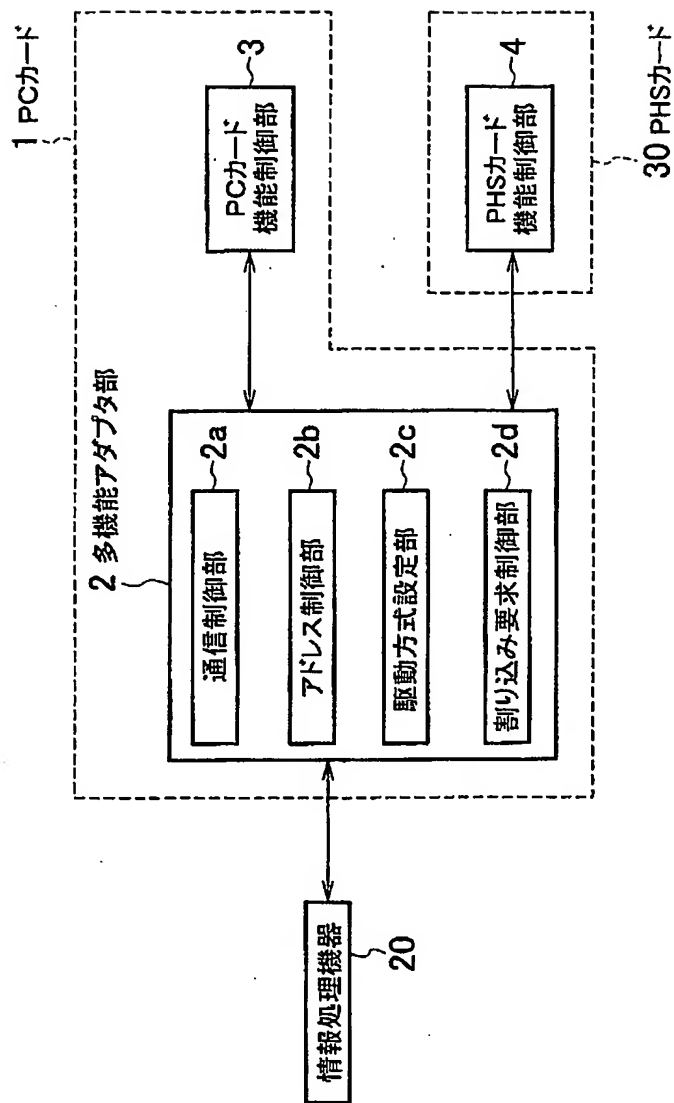 1 PCカード
2 多機能アダプタ部
通信制御部
2a
アドレス制御部
2b
駆動方式設定部
2c
割り込み要求制御部
2d
PCカード
機能制御部
3
PHSカード
機能制御部
4
30 PHSカード
情報処理機器
20